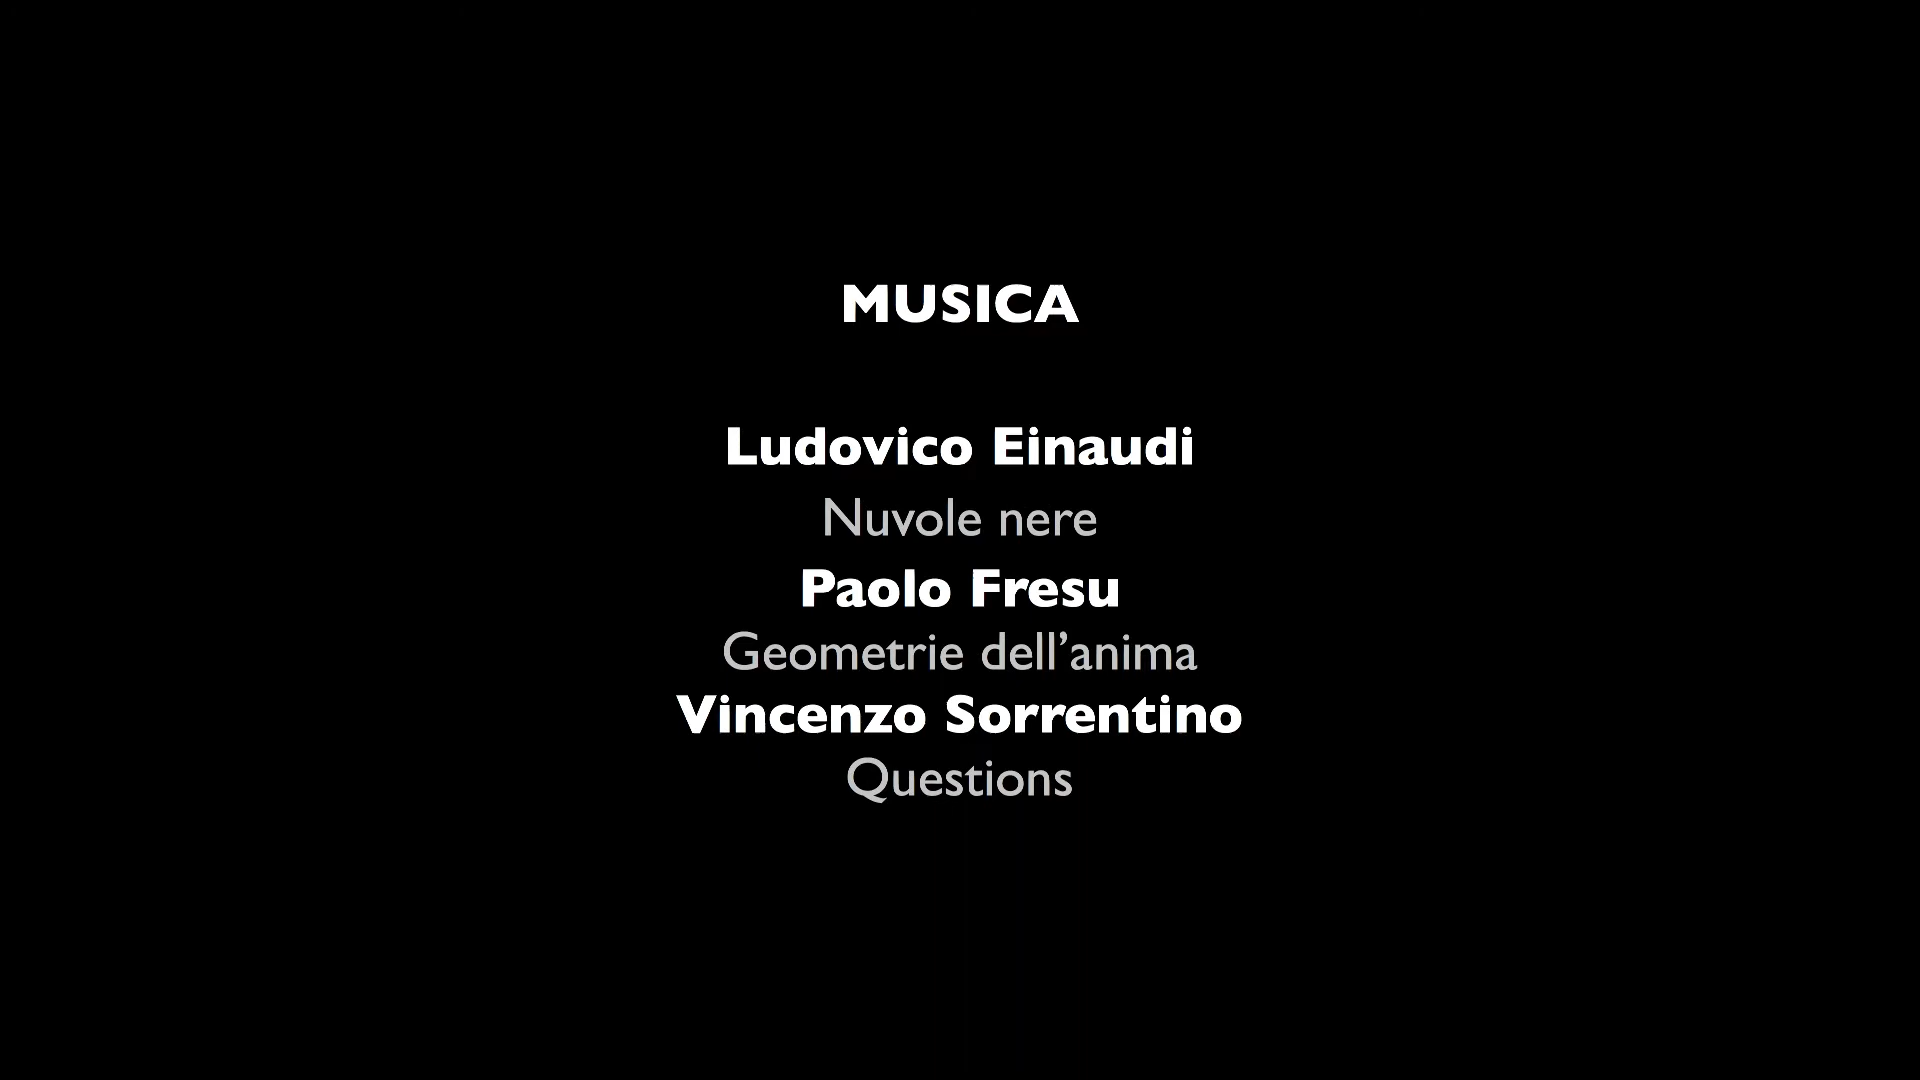 MUSICA
Ludovico Einaudi
Nuvole nere
Paolo Fresu
Geometrie dell’anima
Vincenzo Sorrentino
Questions